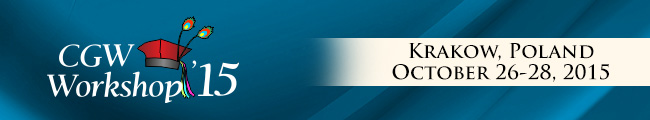 CGW
Workshop '15
Krakow, Poland
October 26-28, 2015